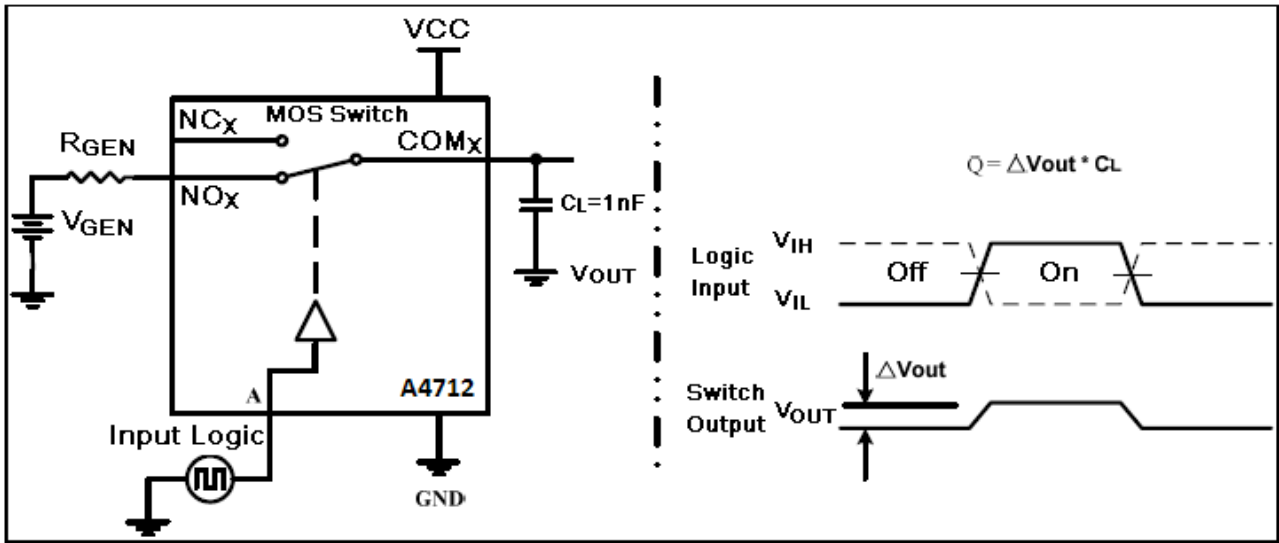 VCC
NCX
MOS Switch
COMX
RGEN
NOX
VGEN
CL=1nF
VOUT
A
A4712
Input Logic
GND
Q = △Vout * CL
Logic
Input
VIH
VIL
Off
On
△Vout
Switch
Output
VOUT